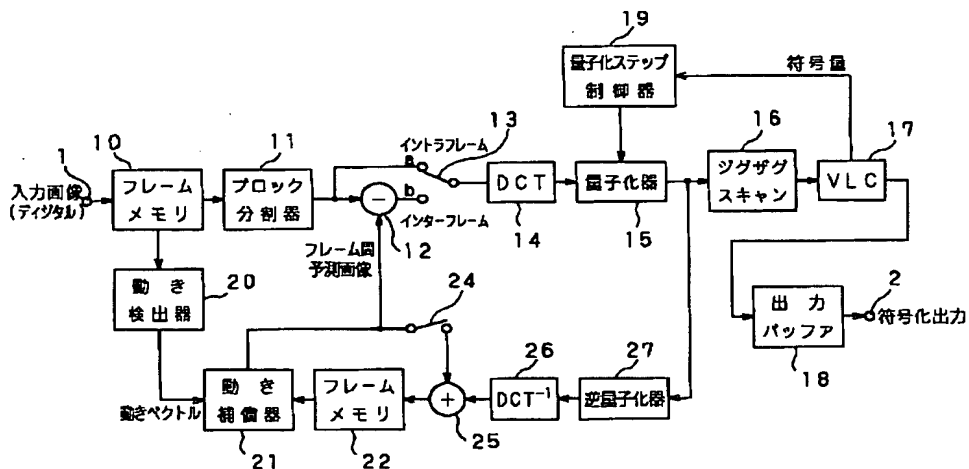 19
量子化ステップ
制御器
符号量
10
11
イントラフレーム
13
16
17
1
a
入力画像
(ディジタル)
フレーム
メモリ
ブロック
分割器
−
b
インターフレーム
DCT
量子化器
ジグザグ
スキャン
VLC
12
14
15
フレーム間
予測画像
動き
検出器
20
24
出力
バッファ
2
符号化出力
18
26
27
動きベクトル
動き
補償器
フレーム
メモリ
+
DCT⁻¹
逆量子化器
21
22
25